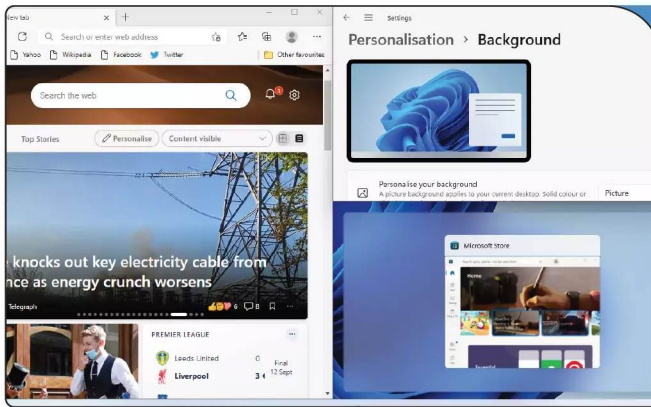 New tab
Search or enter web address
Yahoo
Wikipedia
Facebook
Twitter
Other favourites
Search the web
3
Top Stories
Personalise
Content visible
knocks out key electricity cable from
nce as energy crunch worsens
Telegraph
6
8
PREMIER LEAGUE
Leeds United 0
Final
12 Sept
Liverpool 3
Settings
Personalisation > Background
Personalise your background
A picture background applies to your current desktop. Solid colour or
Picture
Microsoft Store
Home